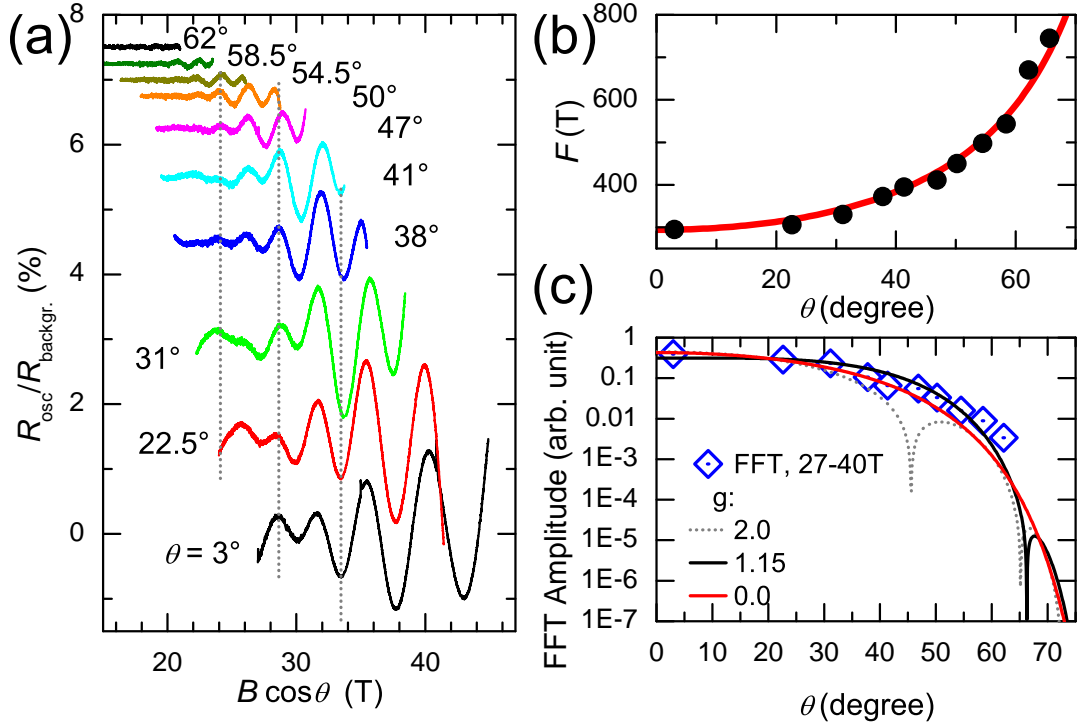 (a)
62°
58.5°
54.5°
50°
47°
41°
38°
31°
22.5°
θ = 3°
8
6
4
2
0
R_osc/R_backgr. (%)
20 30 40
B cosθ (T)
(b)
800
600
400
F (T)
0 20 40 60
θ (degree)
(c)
1
0.1
0.01
1E-3
1E-4
1E-5
1E-6
1E-7
FFT Amplitude (arb. unit)
FFT, 27-40T
g:
2.0
1.15
0.0
0 10 20 30 40 50 60 70
θ (degree)